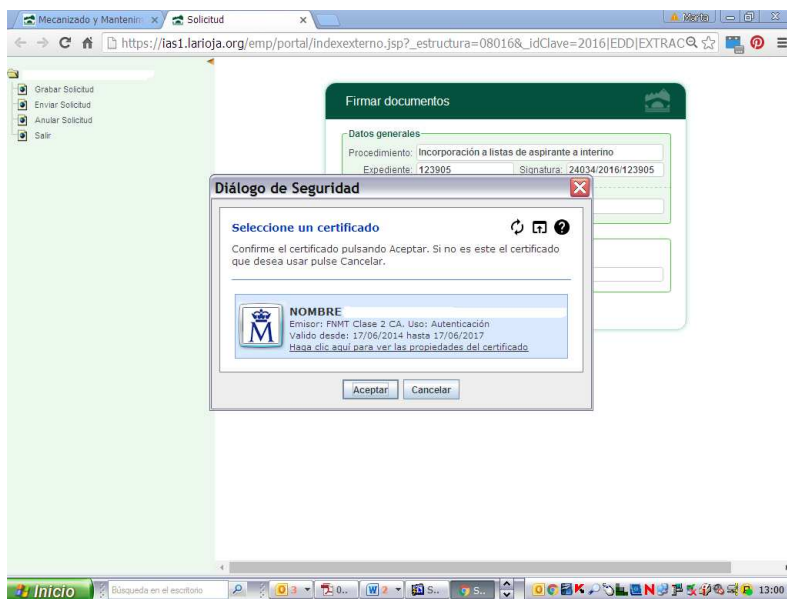 Mecanizado y Mantenim
Solicitud
Marta
https://ias1.larioja.org/emp/portal/indexexterno.jsp?_estructura=08016&_idClave=2016|EDD|EXTRAC
Grabar Solicitud
Enviar Solicitud
Anular Solicitud
Salir
Firmar documentos
Datos generales
Procedimiento: Incorporación a listas de aspirante a interino
Expediente: 123905 Signatura: 24034/2016/123905
Diálogo de Seguridad
Seleccione un certificado
Confirme el certificado pulsando Aceptar. Si no es este el certificado
que desea usar pulse Cancelar.
NOMBRE
Emisor: FNMT Clase 2 CA. Uso: Autenticación
Valido desde: 17/06/2014 hasta 17/06/2017
Haga clic aquí para ver las propiedades del certificado
Aceptar Cancelar
Inicio Búsqueda en el escritorio 3 0.. 2 S.. S.. 13:00